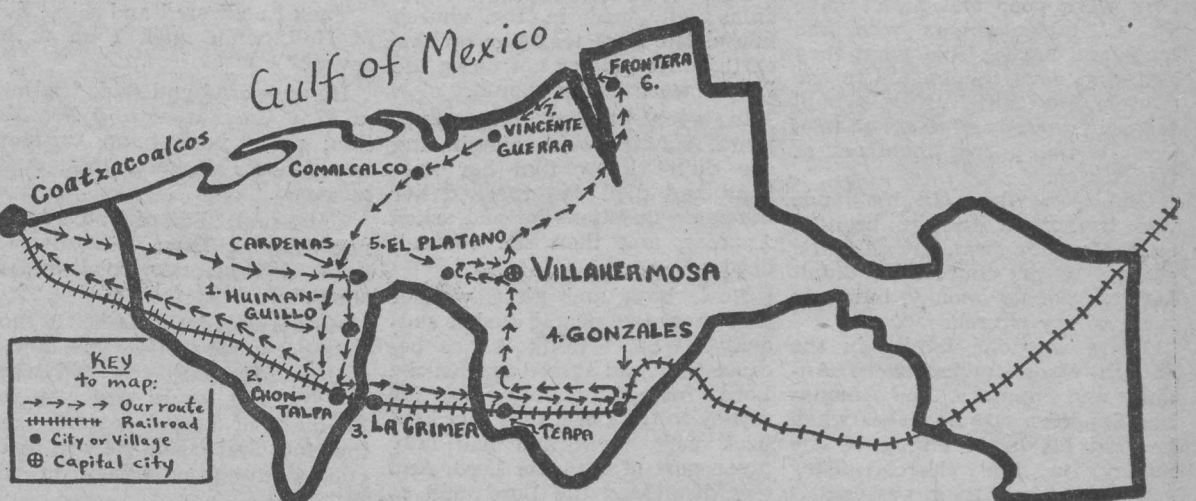 Gulf of Mexico
Coatzacoalcos
FRONTERA
6.
7.
VINCENTE
GUERRA
COMALCALCO
CARDENAS
5. EL PLATANO
VILLAHERMOSA
1.
HUIMAN-
GUILLO
4. GONZALES
2.
CHON-
TALPA
3. LA CRIMEA
TEAPA
KEY
to map:
Our route
Railroad
City or Village
Capital city